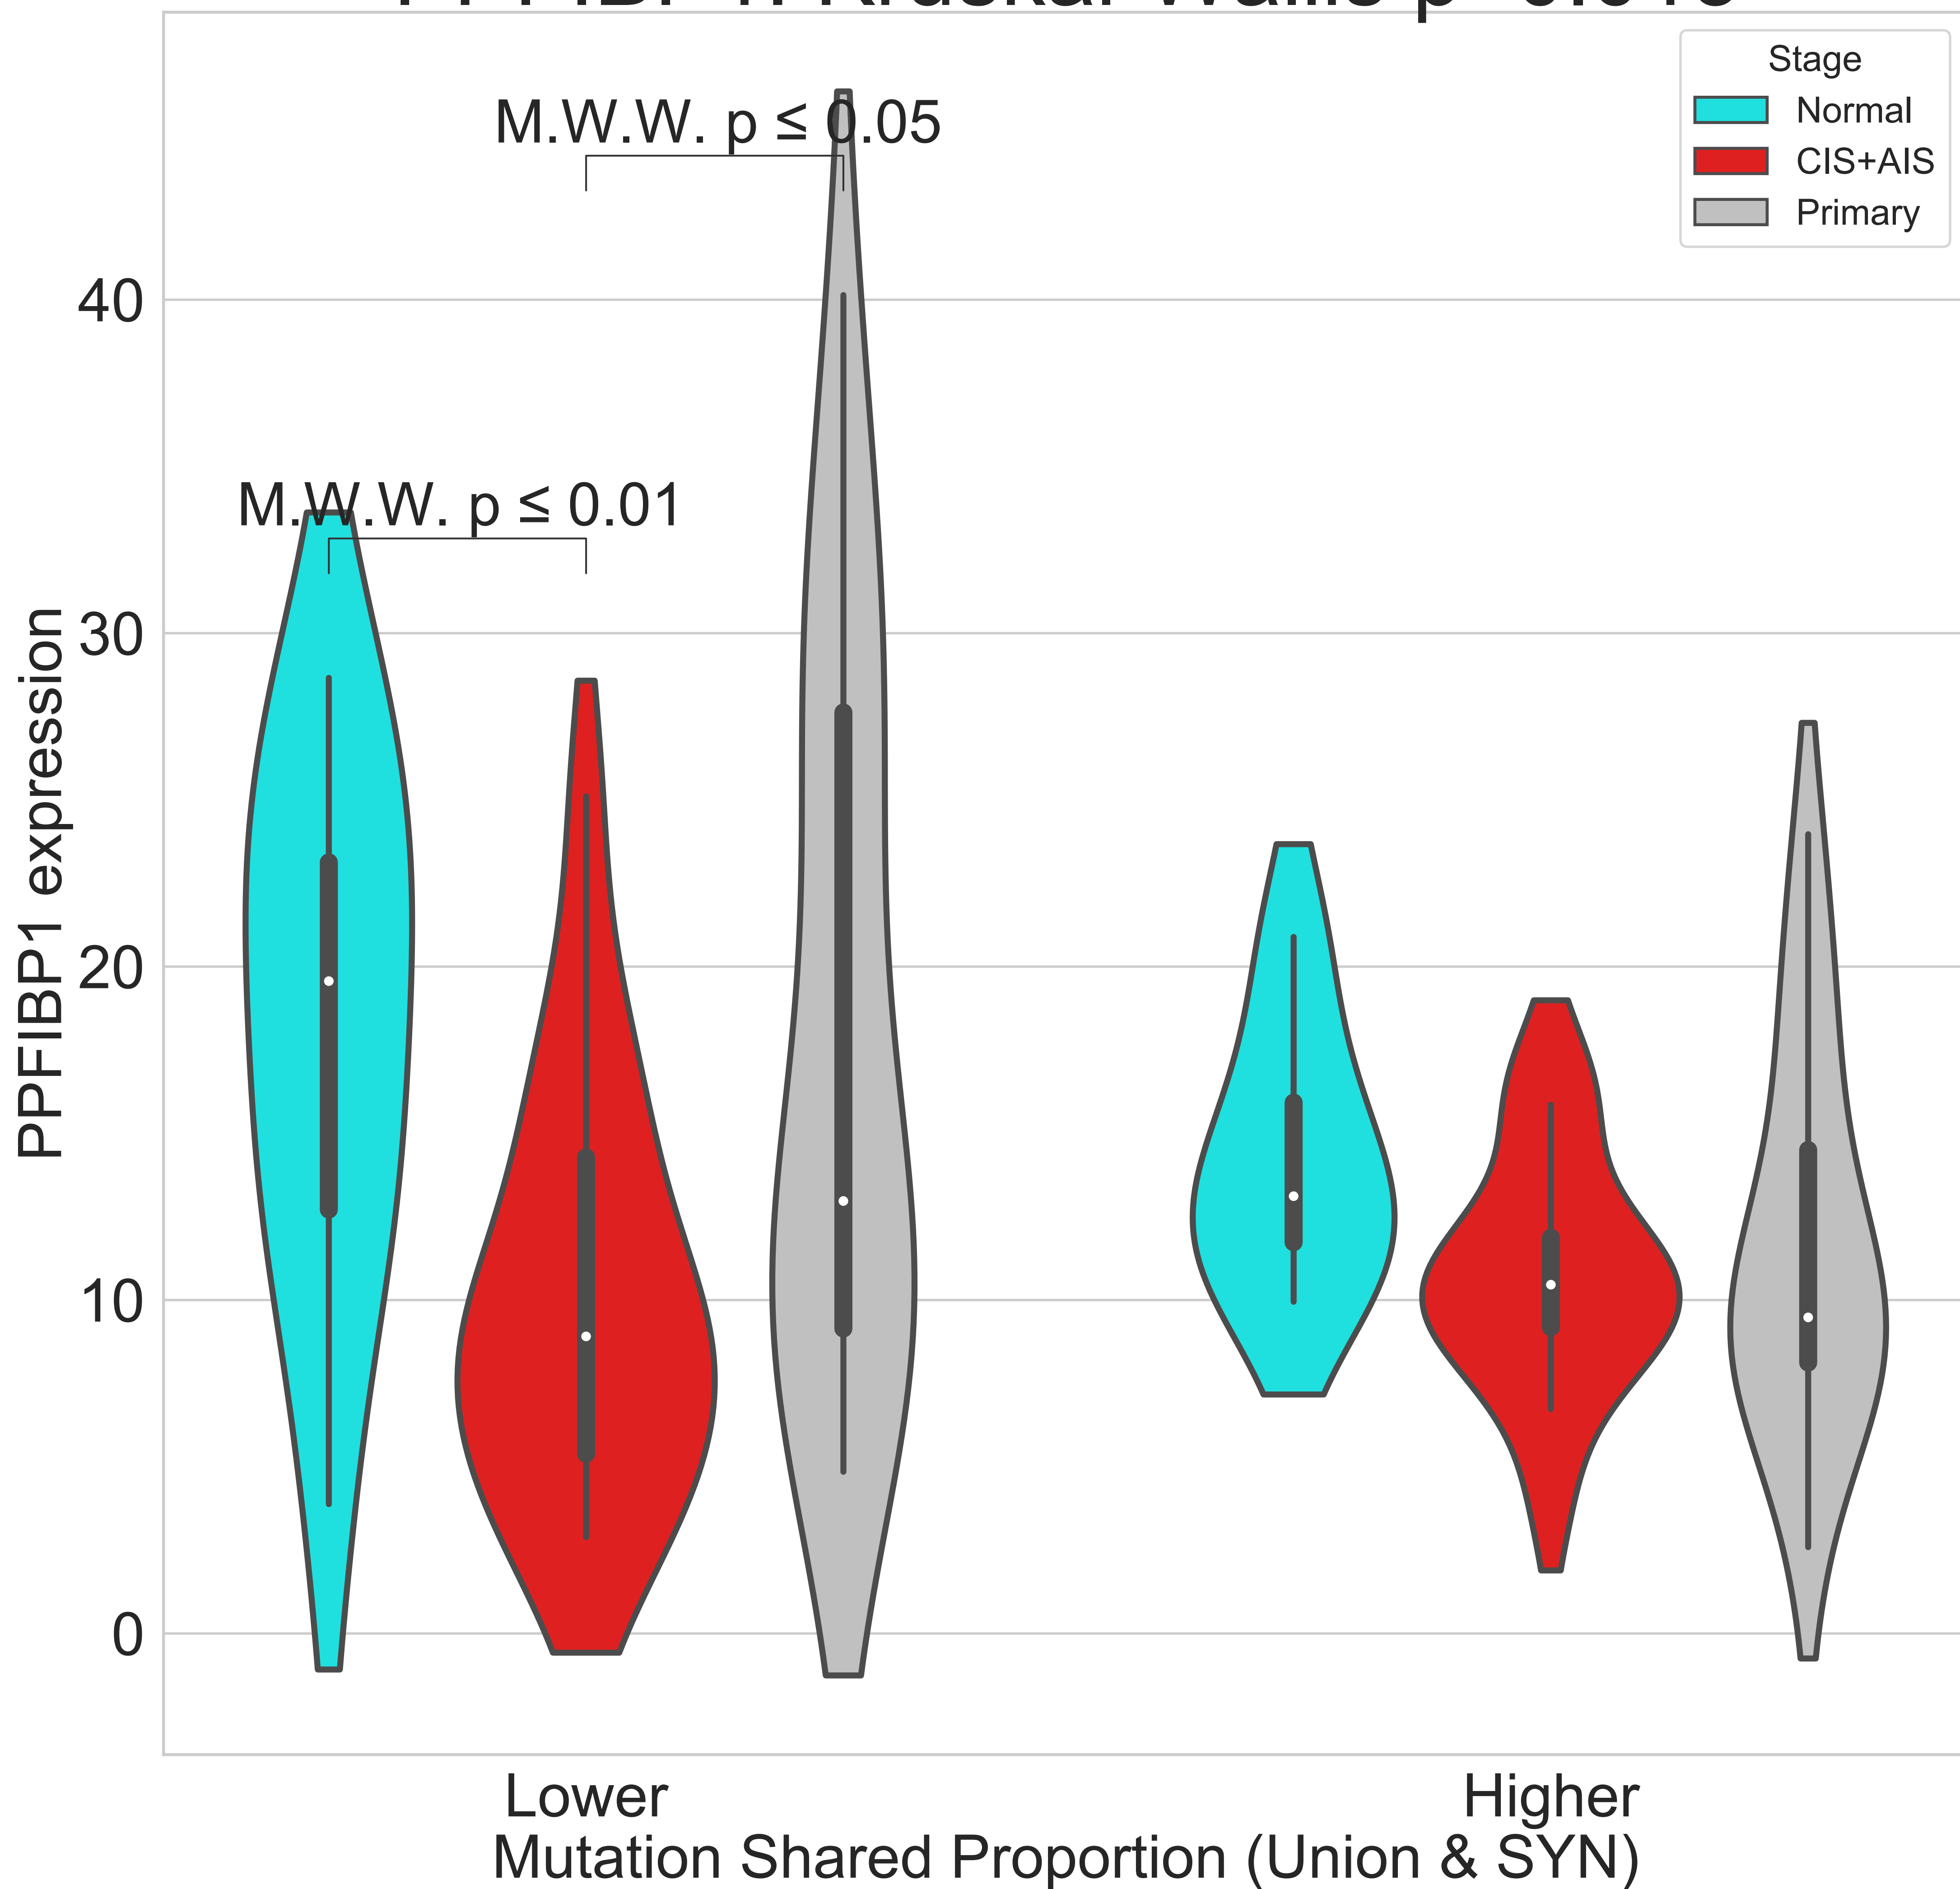 Stage
Normal
CIS+AIS
Primary
M.W.W. p ≤ 0.05
M.W.W. p ≤ 0.01
PPFIBP1 expression
40
30
20
10
0
Lower
Higher
Mutation Shared Proportion (Union & SYN)